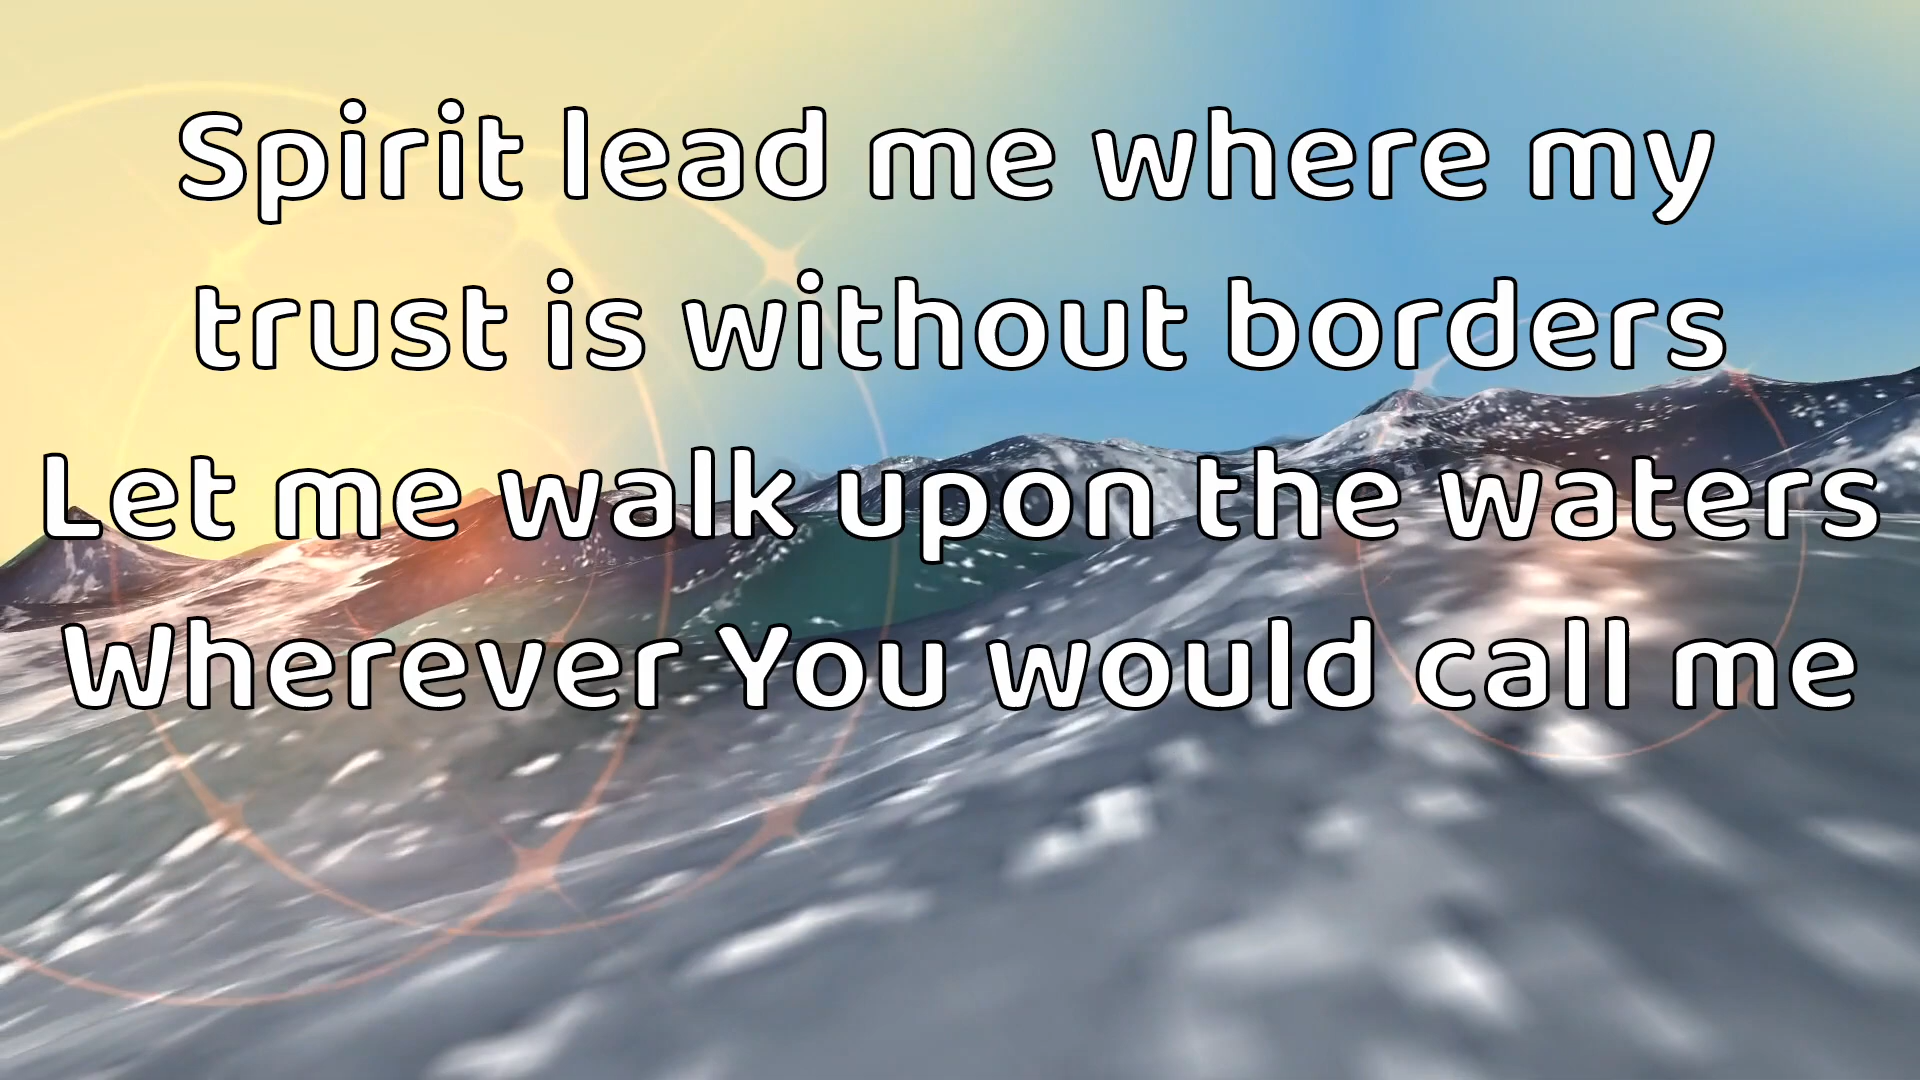 Spirit lead me where my
trust is without borders
Let me walk upon the waters
Wherever You would call me